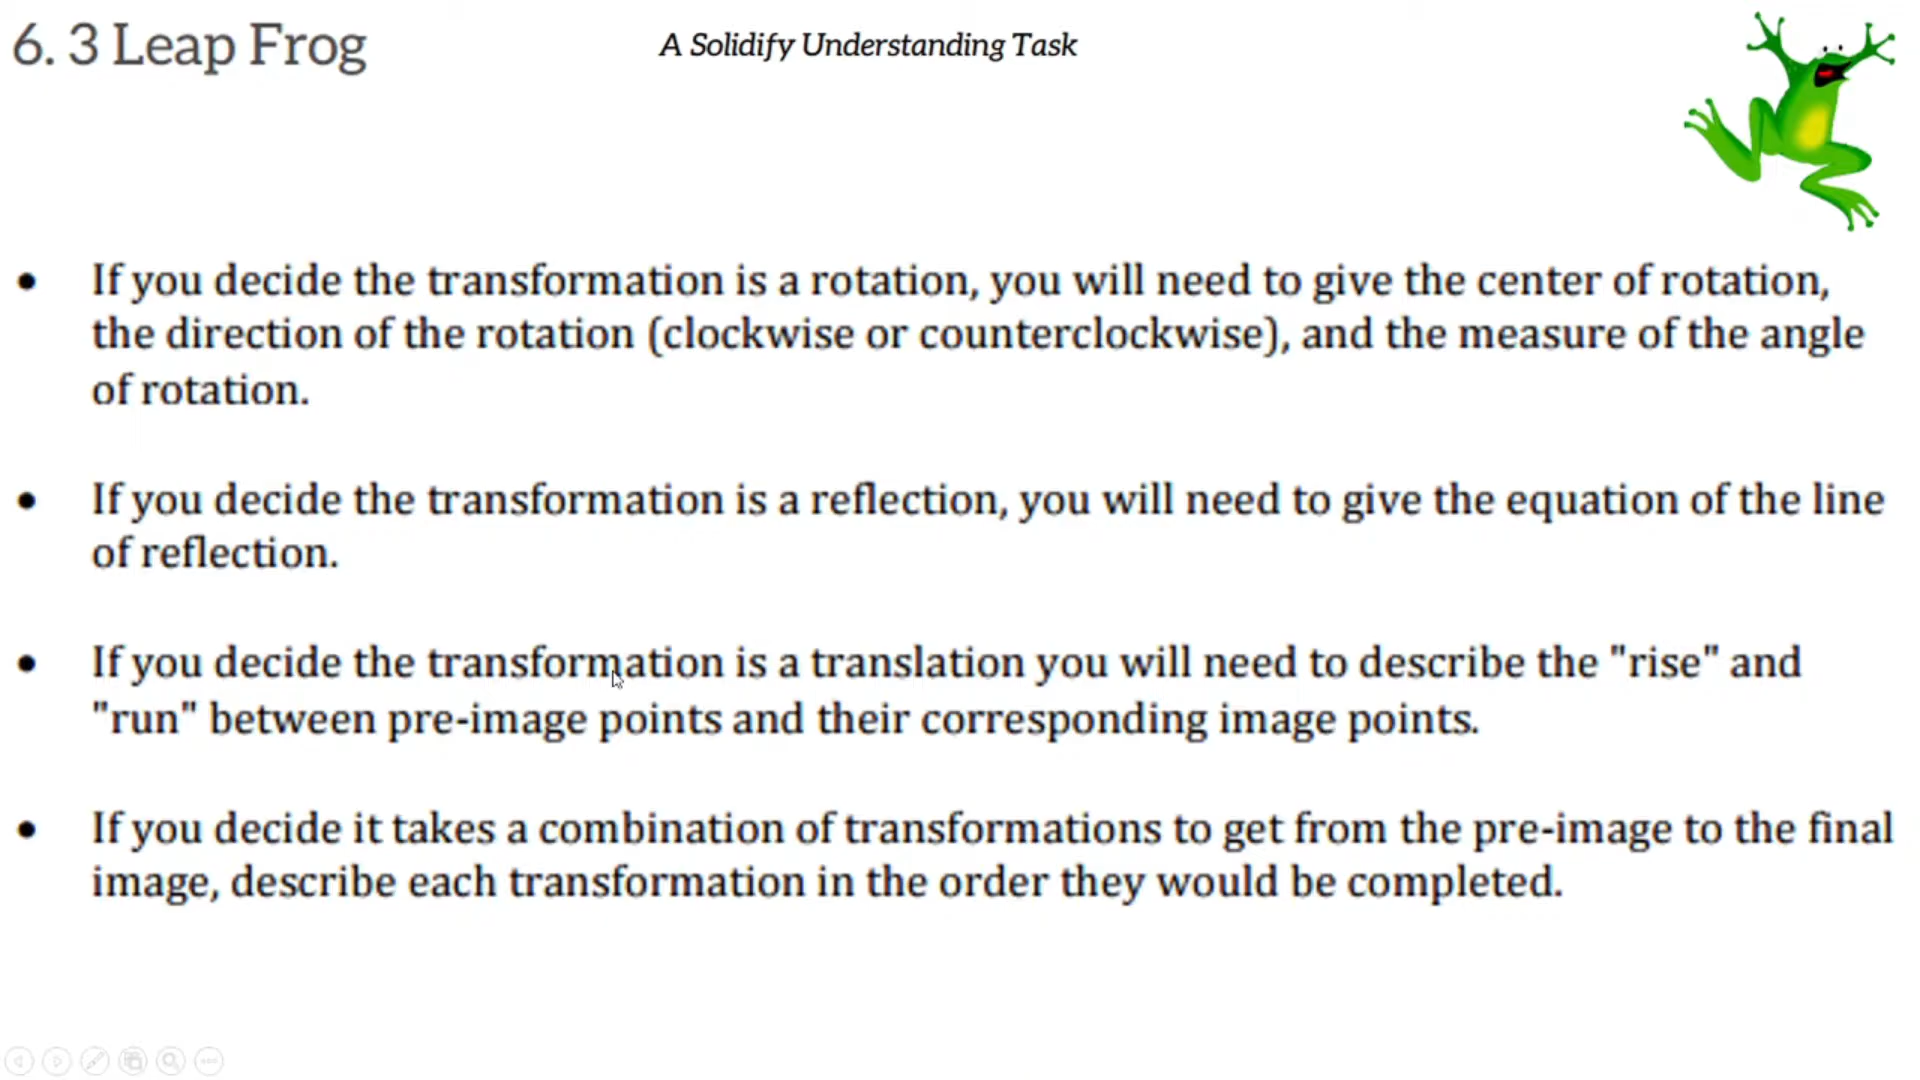 6. 3 Leap Frog
A Solidify Understanding Task
• If you decide the transformation is a rotation, you will need to give the center of rotation,
the direction of the rotation (clockwise or counterclockwise), and the measure of the angle
of rotation.
• If you decide the transformation is a reflection, you will need to give the equation of the line
of reflection.
• If you decide the transformation is a translation you will need to describe the "rise" and
"run" between pre-image points and their corresponding image points.
• If you decide it takes a combination of transformations to get from the pre-image to the final
image, describe each transformation in the order they would be completed.